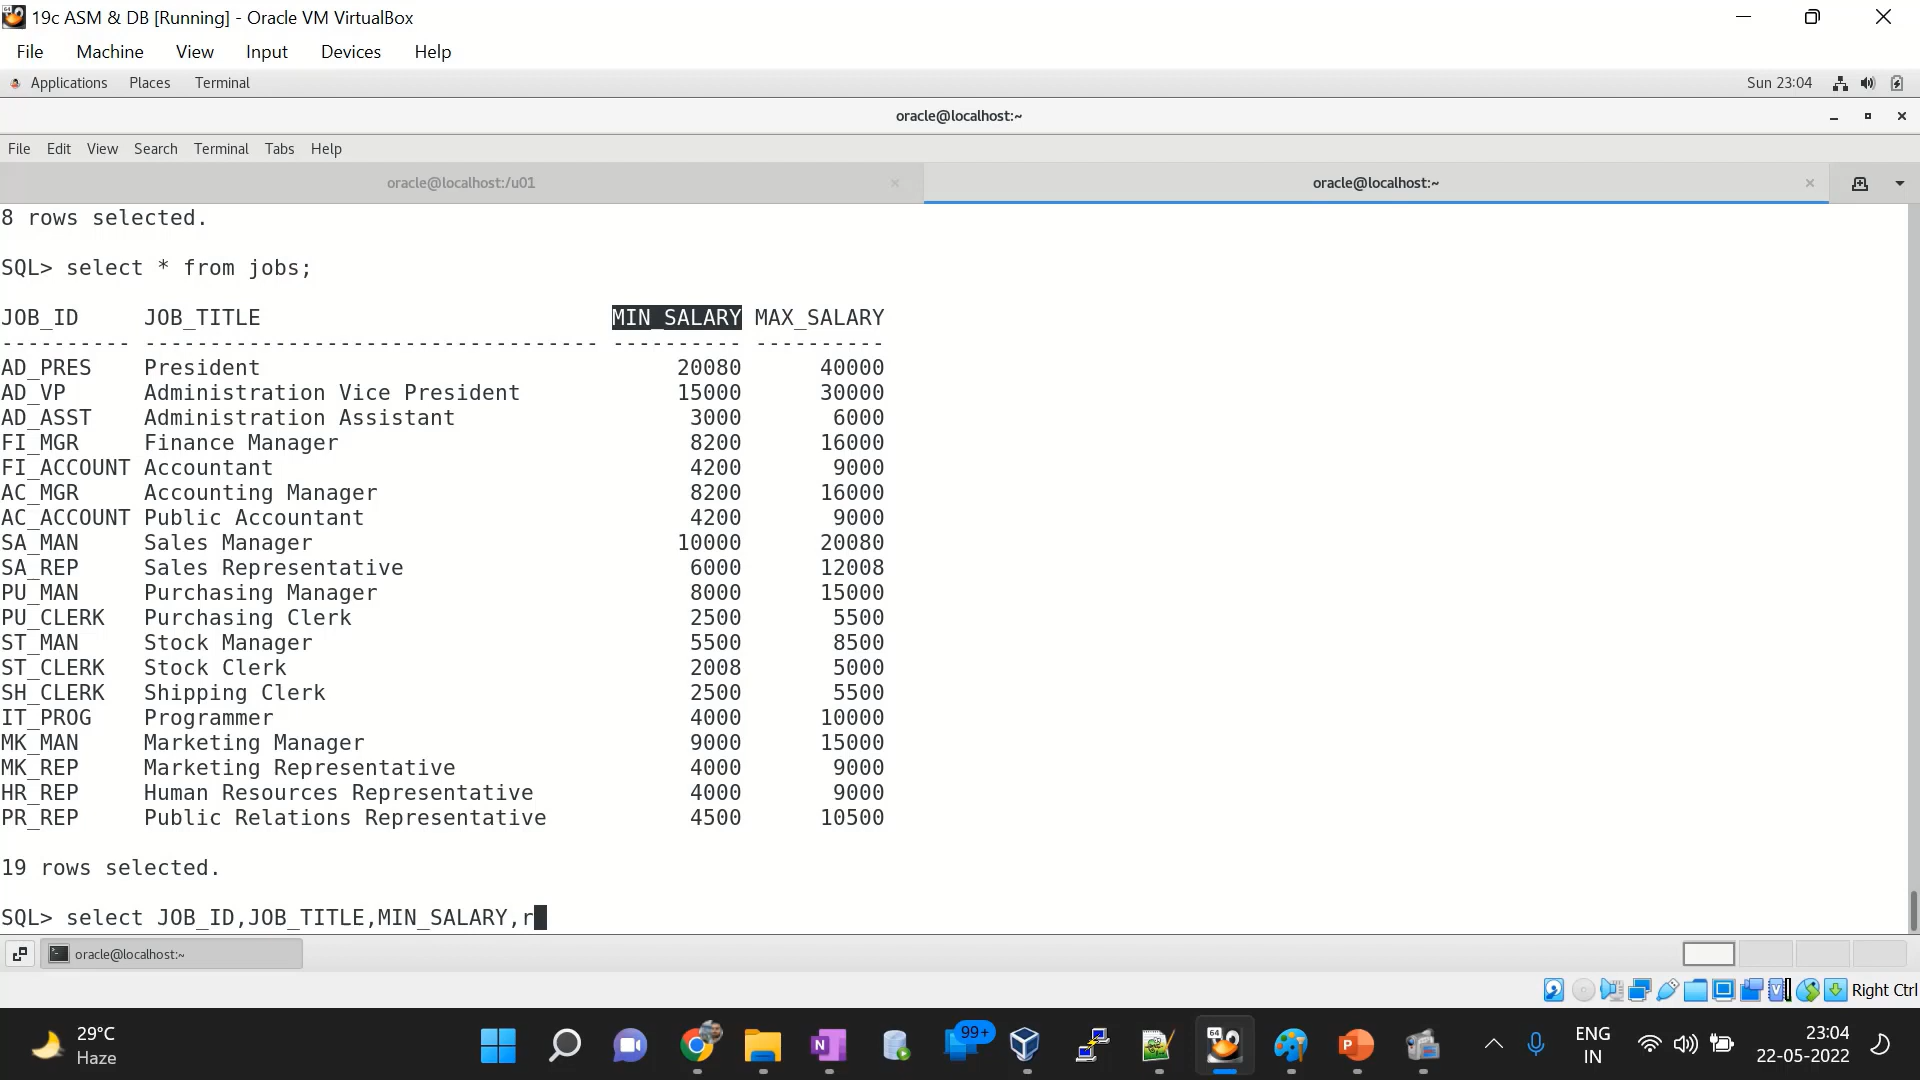 19c ASM & DB [Running] - Oracle VM VirtualBox
File Machine View Input Devices Help
Applications Places Terminal Sun 23:04
oracle@localhost:~
File Edit View Search Terminal Tabs Help
oracle@localhost:/u01 oracle@localhost:~
8 rows selected.
SQL> select * from jobs;
JOB_ID JOB_TITLE MIN_SALARY MAX_SALARY
---------- ----------------------------------- ---------- ----------
AD_PRES President 20080 40000
AD_VP Administration Vice President 15000 30000
AD_ASST Administration Assistant 3000 6000
FI_MGR Finance Manager 8200 16000
FI_ACCOUNT Accountant 4200 9000
AC_MGR Accounting Manager 8200 16000
AC_ACCOUNT Public Accountant 4200 9000
SA_MAN Sales Manager 10000 20080
SA_REP Sales Representative 6000 12008
PU_MAN Purchasing Manager 8000 15000
PU_CLERK Purchasing Clerk 2500 5500
ST_MAN Stock Manager 5500 8500
ST_CLERK Stock Clerk 2008 5000
SH_CLERK Shipping Clerk 2500 5500
IT_PROG Programmer 4000 10000
MK_MAN Marketing Manager 9000 15000
MK_REP Marketing Representative 4000 9000
HR_REP Human Resources Representative 4000 9000
PR_REP Public Relations Representative 4500 10500
19 rows selected.
SQL> select JOB_ID,JOB_TITLE,MIN_SALARY,r
oracle@localhost:~
Right Ctrl
29°C
Haze
99+
64
ENG
IN
23:04
22-05-2022